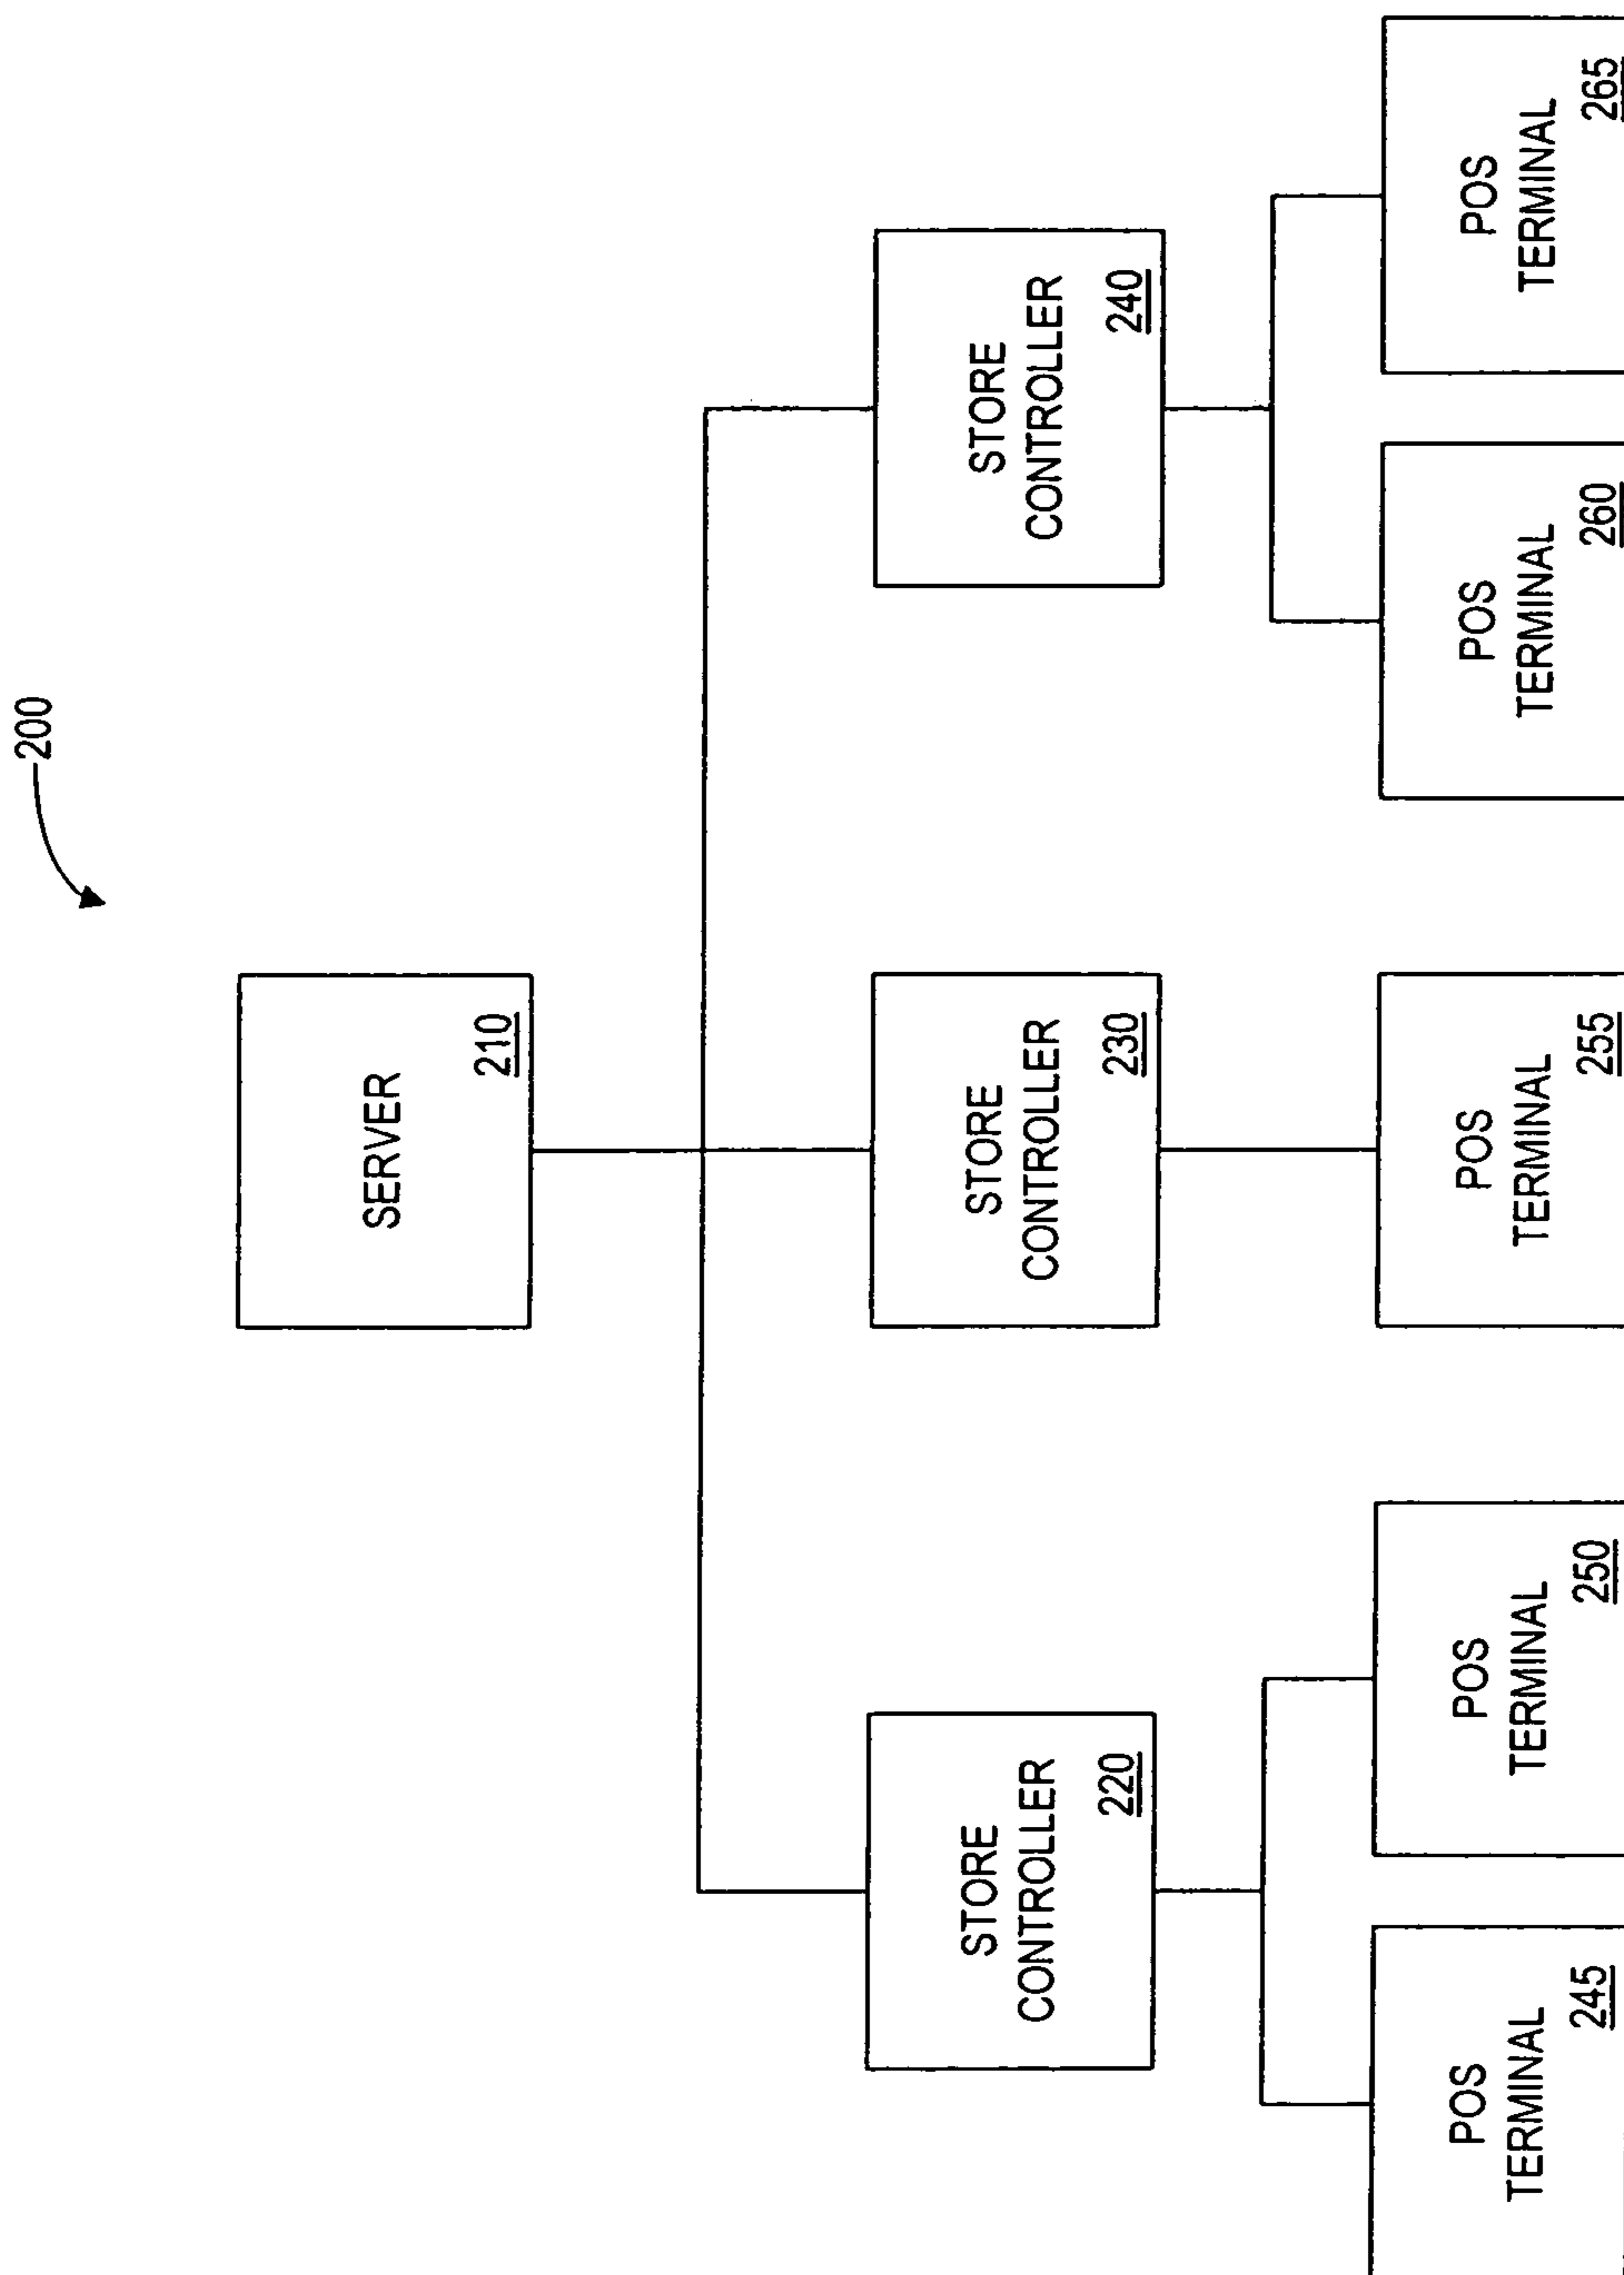 200
SERVER
210
STORE
CONTROLLER
220
STORE
CONTROLLER
230
STORE
CONTROLLER
240
POS
TERMINAL
245
POS
TERMINAL
250
POS
TERMINAL
255
POS
TERMINAL
260
POS
TERMINAL
265